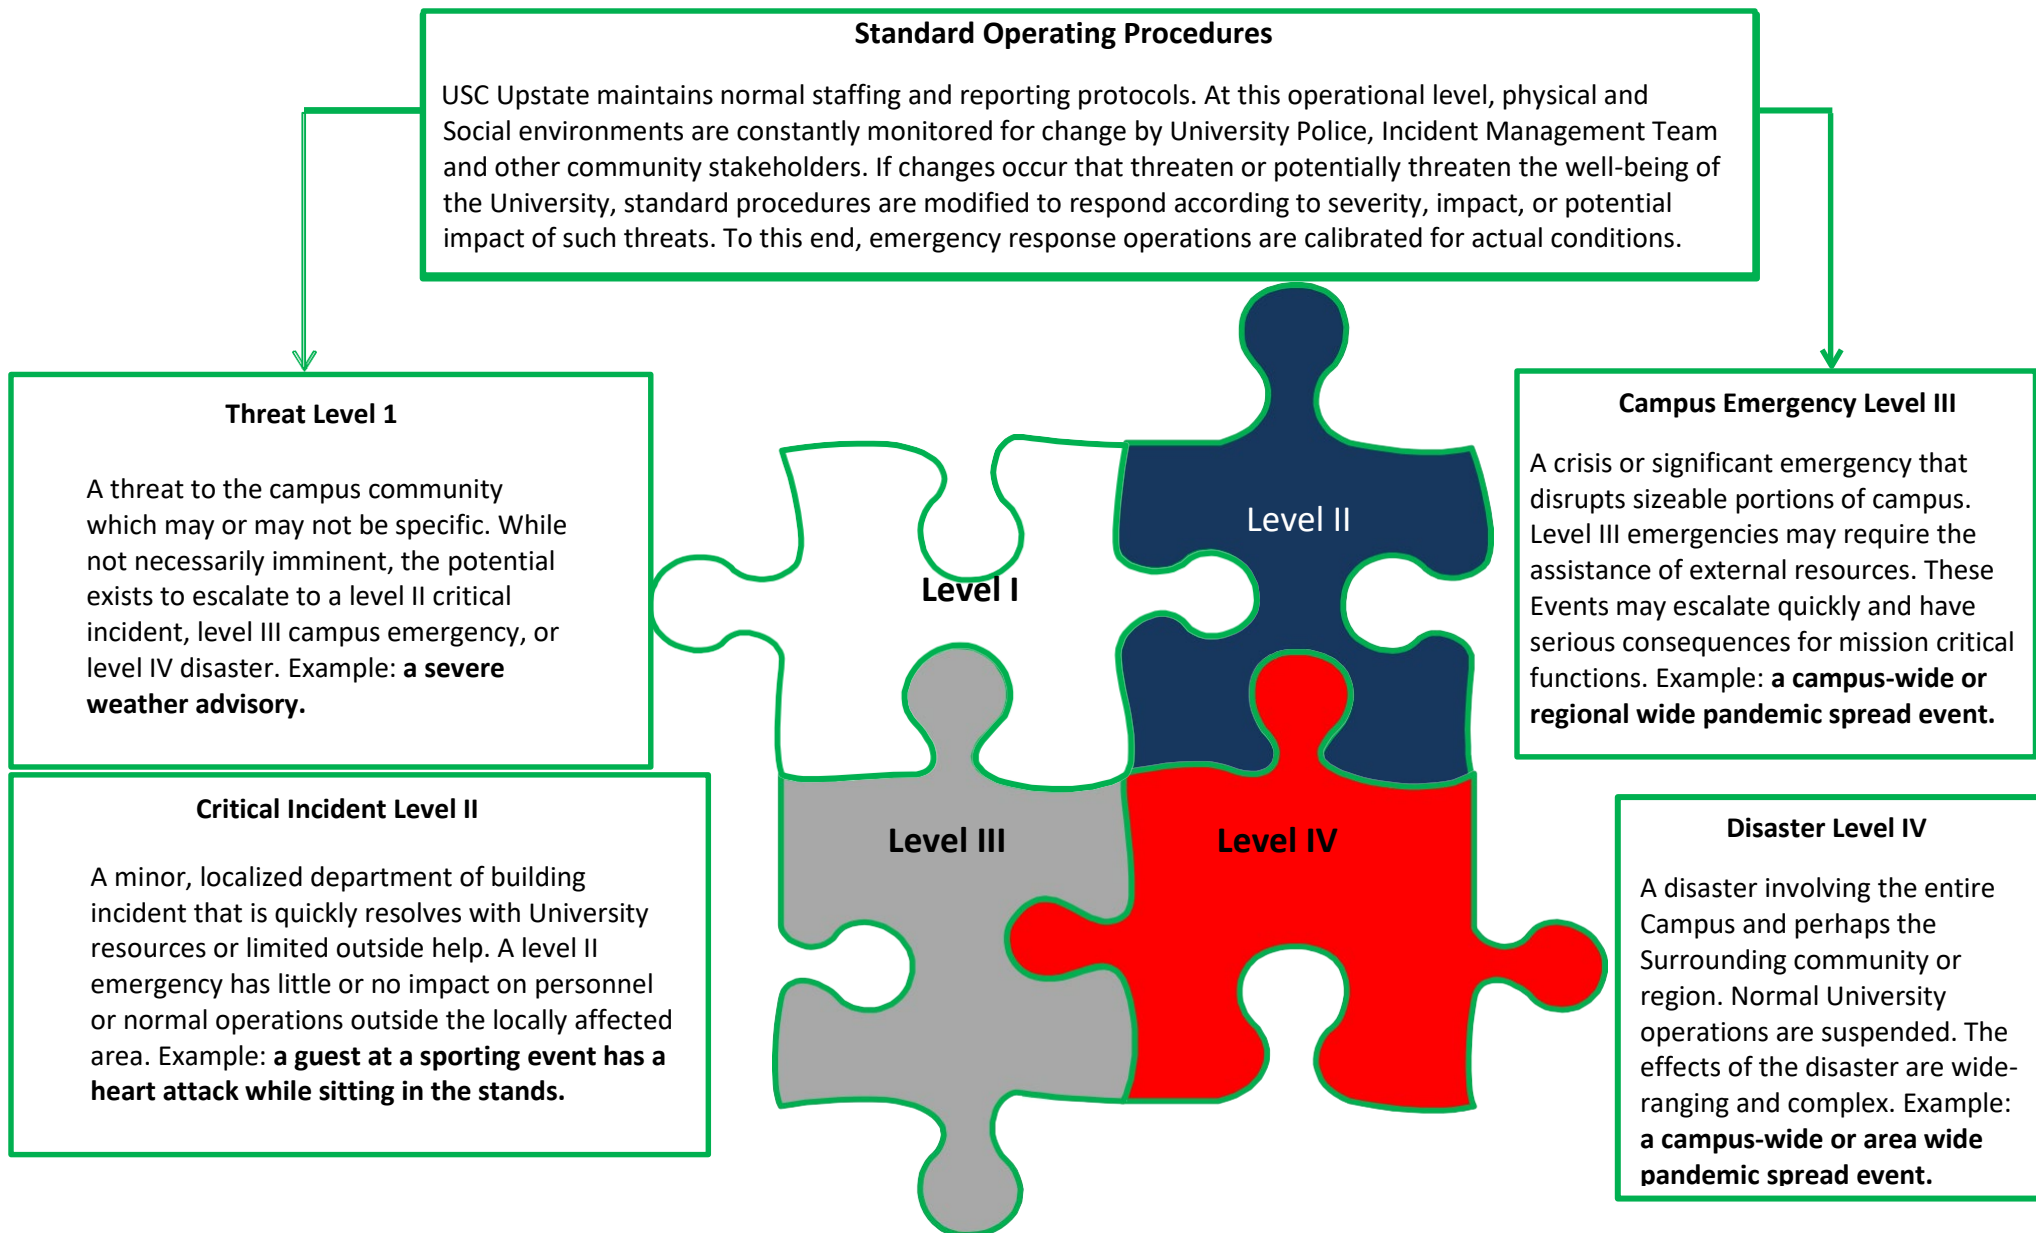 Standard Operating Procedures
USC Upstate maintains normal staffing and reporting protocols. At this operational level, physical and
Social environments are constantly monitored for change by University Police, Incident Management Team
and other community stakeholders. If changes occur that threaten or potentially threaten the well-being of
the University, standard procedures are modified to respond according to severity, impact, or potential
impact of such threats. To this end, emergency response operations are calibrated for actual conditions.
Threat Level 1
A threat to the campus community
which may or may not be specific. While
not necessarily imminent, the potential
exists to escalate to a level II critical
incident, level III campus emergency, or
level IV disaster. Example: a severe
weather advisory.
Critical Incident Level II
A minor, localized department of building
incident that is quickly resolves with University
resources or limited outside help. A level II
emergency has little or no impact on personnel
or normal operations outside the locally affected
area. Example: a guest at a sporting event has a
heart attack while sitting in the stands.
Level I
Level II
Level III
Level IV
Campus Emergency Level III
A crisis or significant emergency that
disrupts sizeable portions of campus.
Level III emergencies may require the
assistance of external resources. These
Events may escalate quickly and have
serious consequences for mission critical
functions. Example: a campus-wide or
regional wide pandemic spread event.
Disaster Level IV
A disaster involving the entire
Campus and perhaps the
Surrounding community or
region. Normal University
operations are suspended. The
effects of the disaster are wide-
ranging and complex. Example:
a campus-wide or area wide
pandemic spread event.